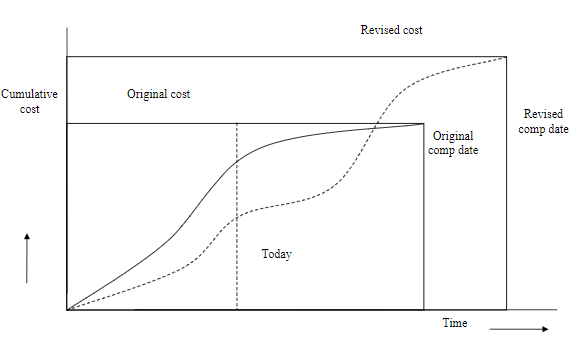 Revised cost
Cumulative
cost
Original cost
Revised
comp date
Original
comp date
Today
Time